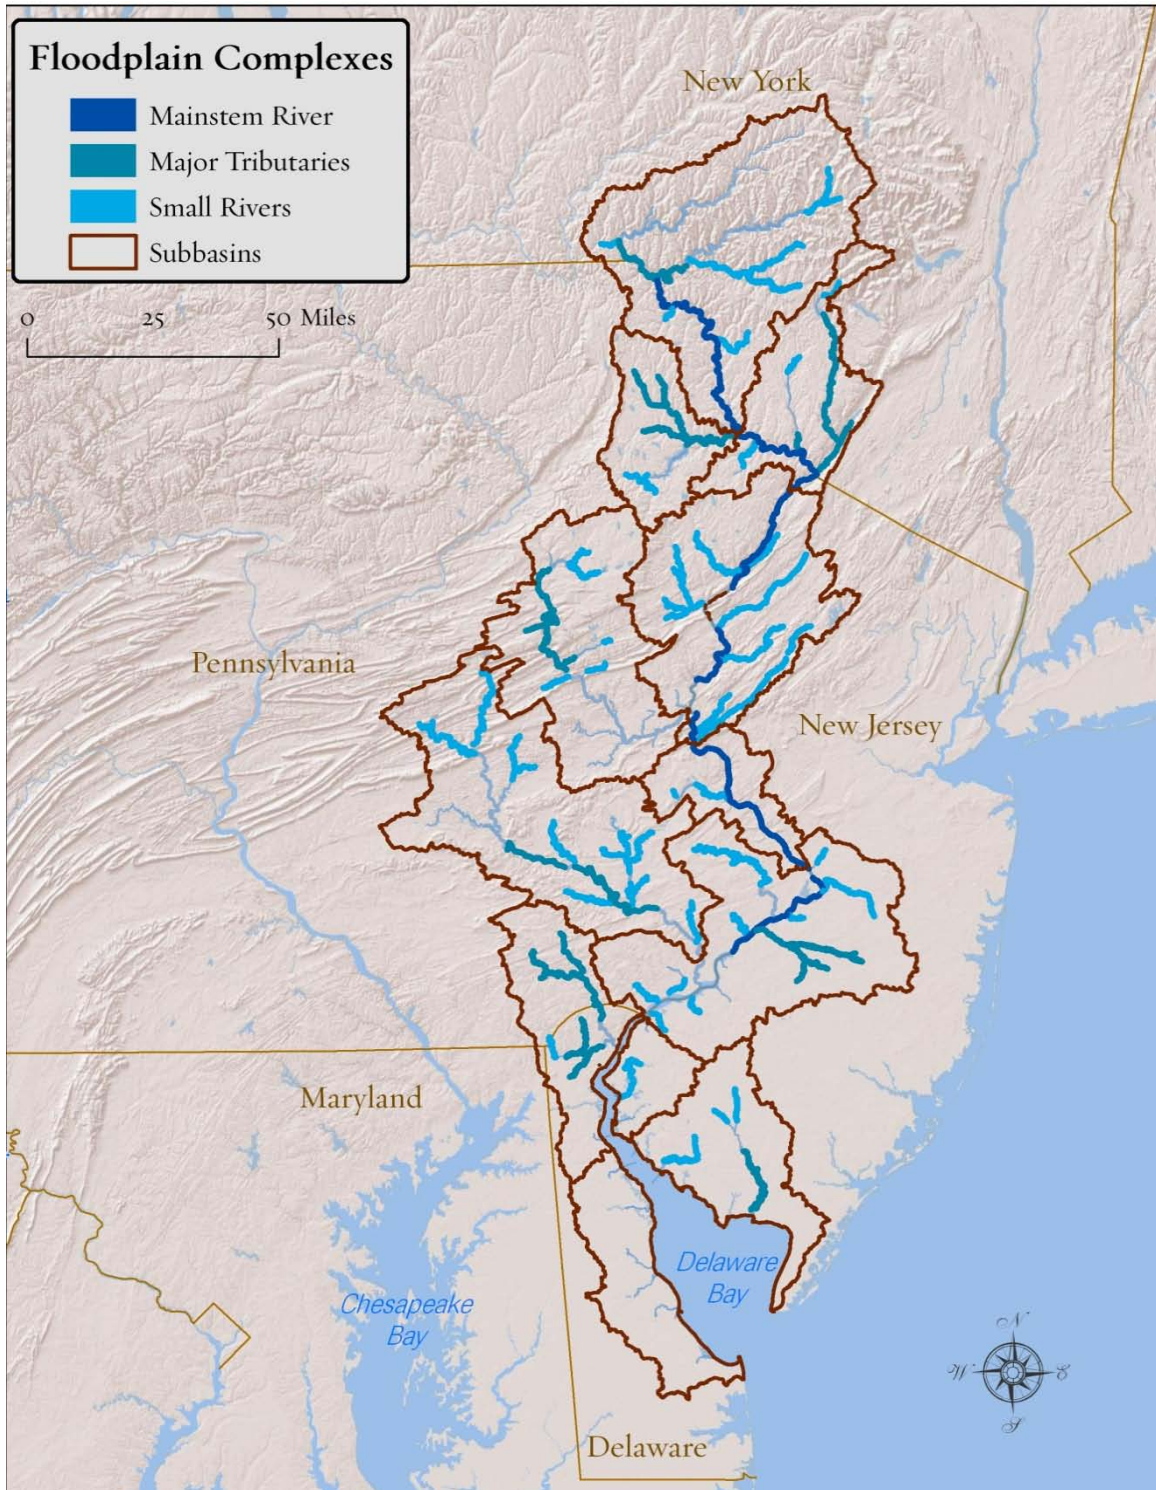 Floodplain Complexes
Mainstem River
Major Tributaries
Small Rivers
Subbasins
0 25 50 Miles
New York
Pennsylvania
New Jersey
Maryland
Delaware
Bay
Chesapeake
Bay
Delaware
N
W E
S